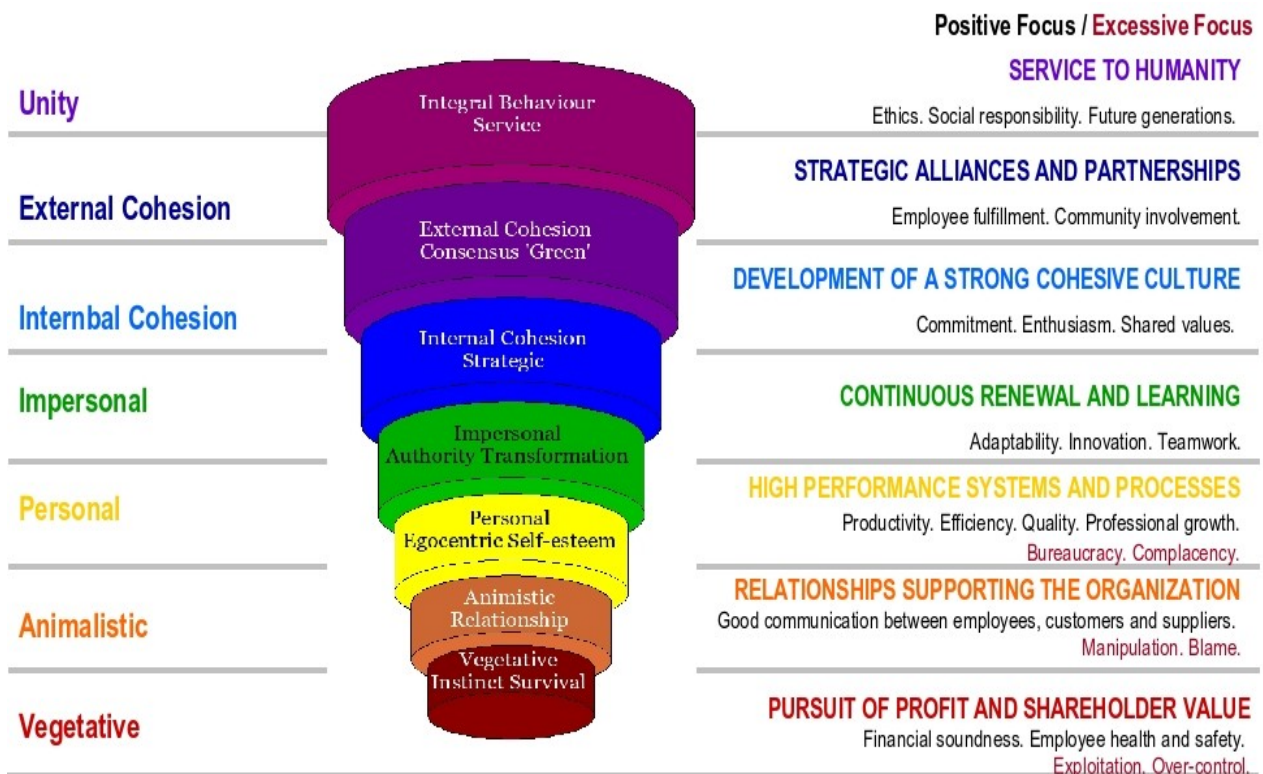 Positive Focus / Excessive Focus
Unity
Integral Behaviour
Service
SERVICE TO HUMANITY
Ethics. Social responsibility. Future generations.
External Cohesion
External Cohesion
Consensus 'Green'
STRATEGIC ALLIANCES AND PARTNERSHIPS
Employee fulfillment. Community involvement.
Internbal Cohesion
Internal Cohesion
Strategic
DEVELOPMENT OF A STRONG COHESIVE CULTURE
Commitment. Enthusiasm. Shared values.
Impersonal
Impersonal
Authority Transformation
CONTINUOUS RENEWAL AND LEARNING
Adaptability. Innovation. Teamwork.
Personal
Personal
Egocentric Self-esteem
HIGH PERFORMANCE SYSTEMS AND PROCESSES
Productivity. Efficiency. Quality. Professional growth.
Bureaucracy. Complacency.
Animalistic
Animistic
Relationship
RELATIONSHIPS SUPPORTING THE ORGANIZATION
Good communication between employees, customers and suppliers.
Manipulation. Blame.
Vegetative
Vegetative
Instinct Survival
PURSUIT OF PROFIT AND SHAREHOLDER VALUE
Financial soundness. Employee health and safety.
Exploitation. Over-control.